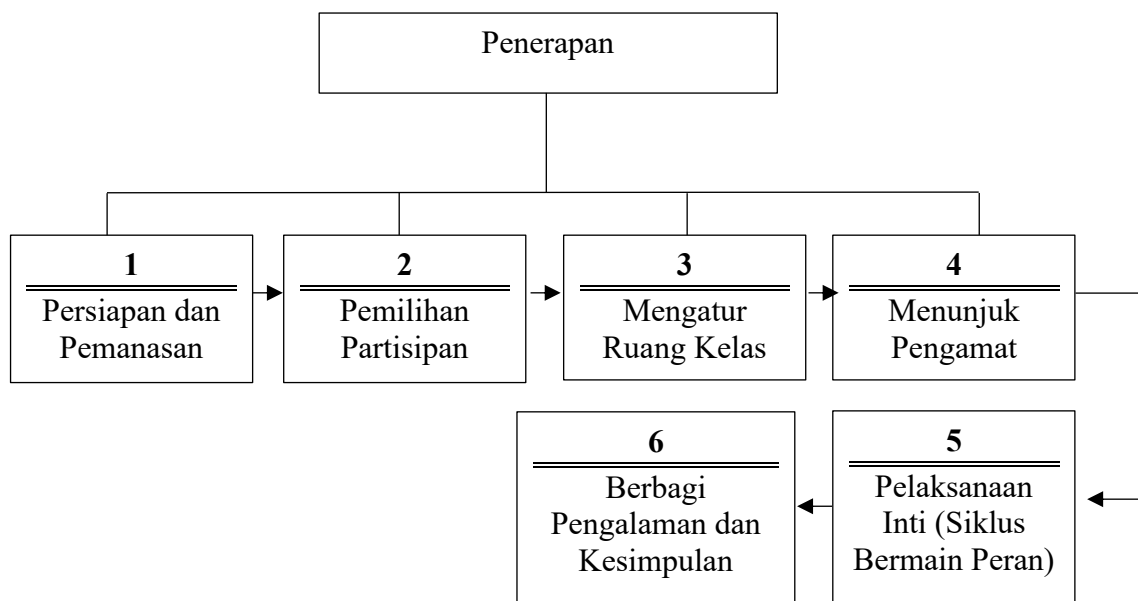 Penerapan
1
Persiapan dan
Pemanasan
2
Pemilihan
Partisipan
3
Mengatur
Ruang Kelas
4
Menunjuk
Pengamat
5
Pelaksanaan
Inti (Siklus
Bermain Peran)
6
Berbagi
Pengalaman dan
Kesimpulan